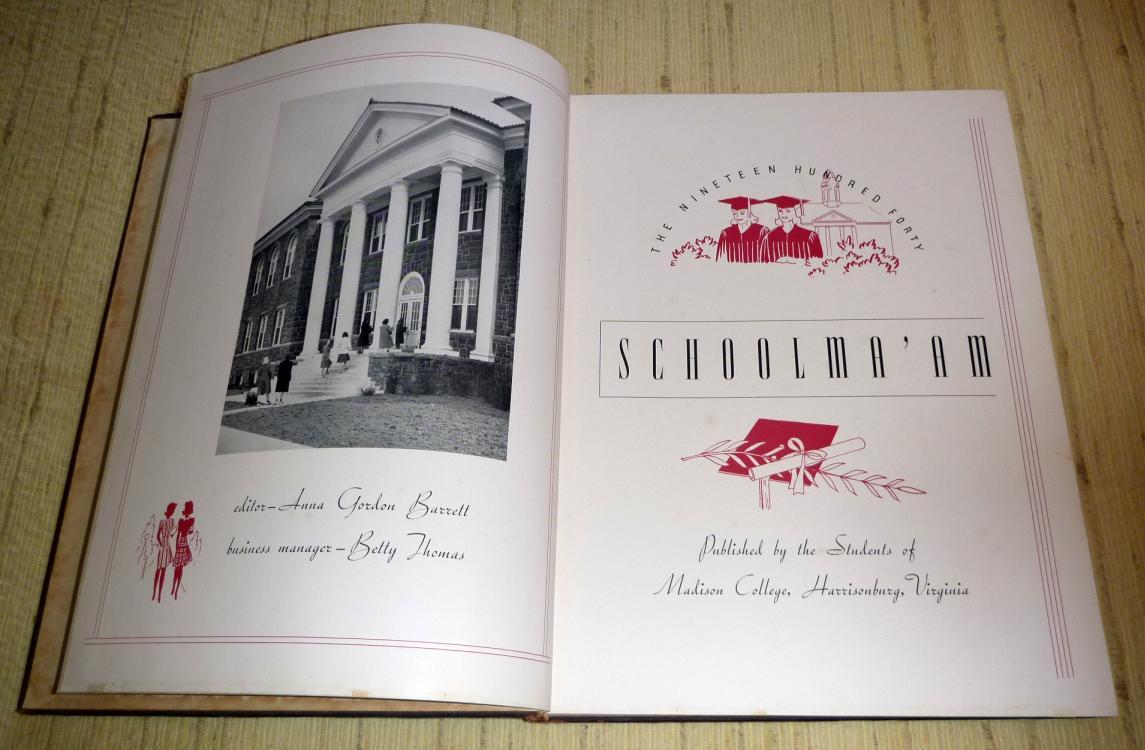 editor—Anna Gordon Barrett
business manager—Betty Thomas
THE NINETEEN HUNDRED FORTY
SCHOOLMA'AM
Published by the Students of
Madison College, Harrisonburg, Virginia